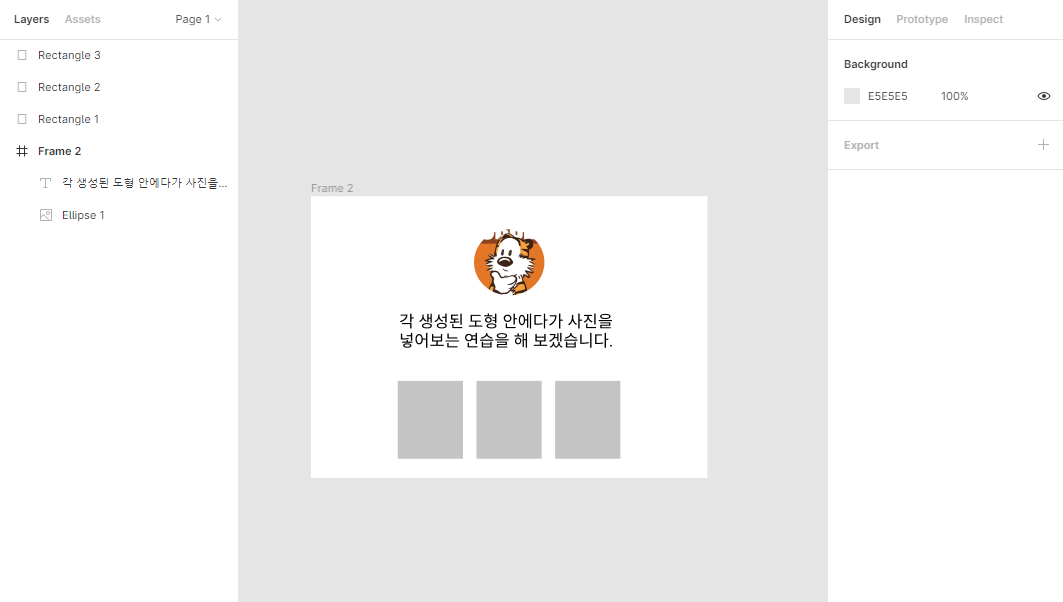 Layers Assets Page 1
Rectangle 3
Rectangle 2
Rectangle 1
Frame 2
각 생성된 도형 안에다가 사진을...
Ellipse 1
Frame 2
각 생성된 도형 안에다가 사진을
넣어보는 연습을 해 보겠습니다.
Design Prototype Inspect
Background
E5E5E5 100%
Export